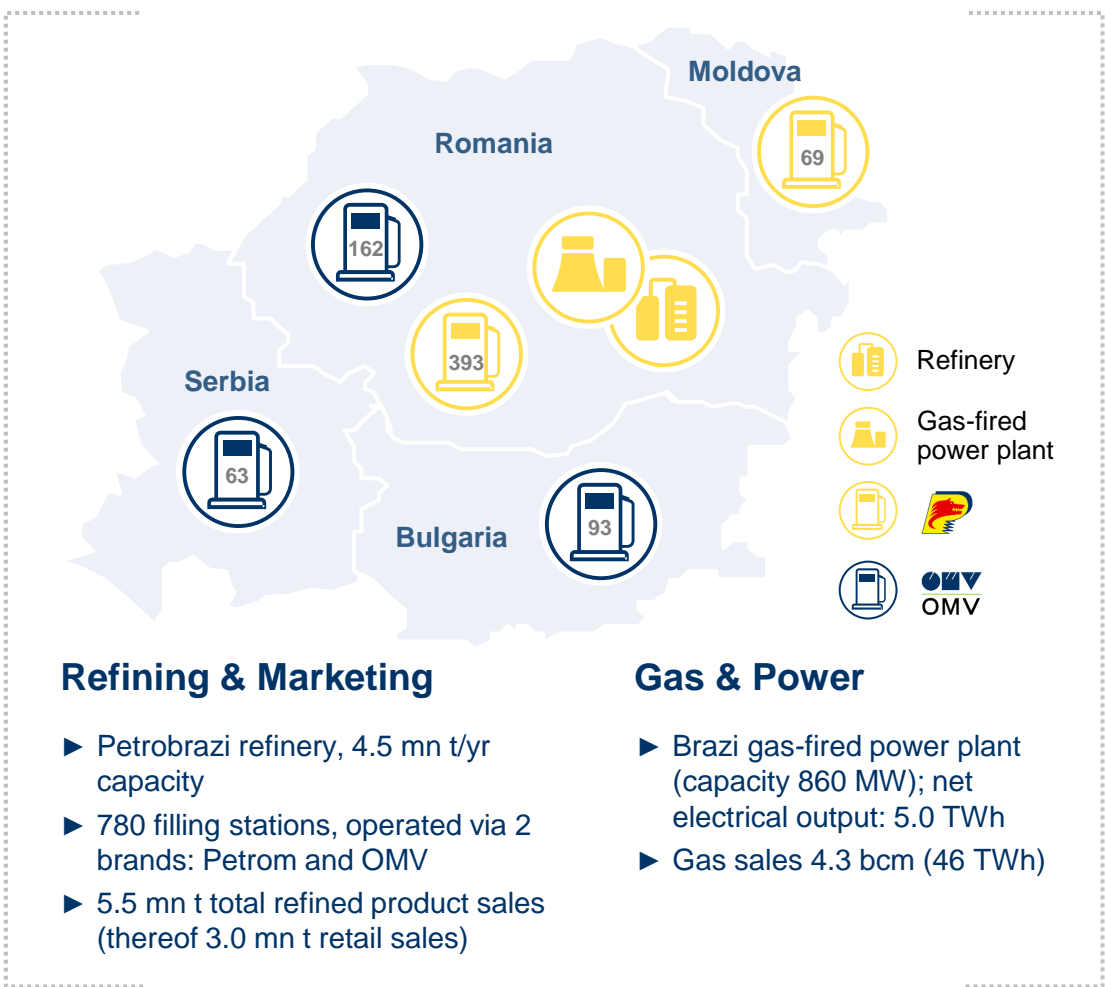 Moldova
69
Romania
162
393
Serbia
63
Bulgaria
93
Refinery
Gas-fired
power plant
OMV
OMV
Refining & Marketing
► Petrobrazi refinery, 4.5 mn t/yr
capacity
► 780 filling stations, operated via 2
brands: Petrom and OMV
► 5.5 mn t total refined product sales
(thereof 3.0 mn t retail sales)
Gas & Power
► Brazi gas-fired power plant
(capacity 860 MW); net
electrical output: 5.0 TWh
► Gas sales 4.3 bcm (46 TWh)